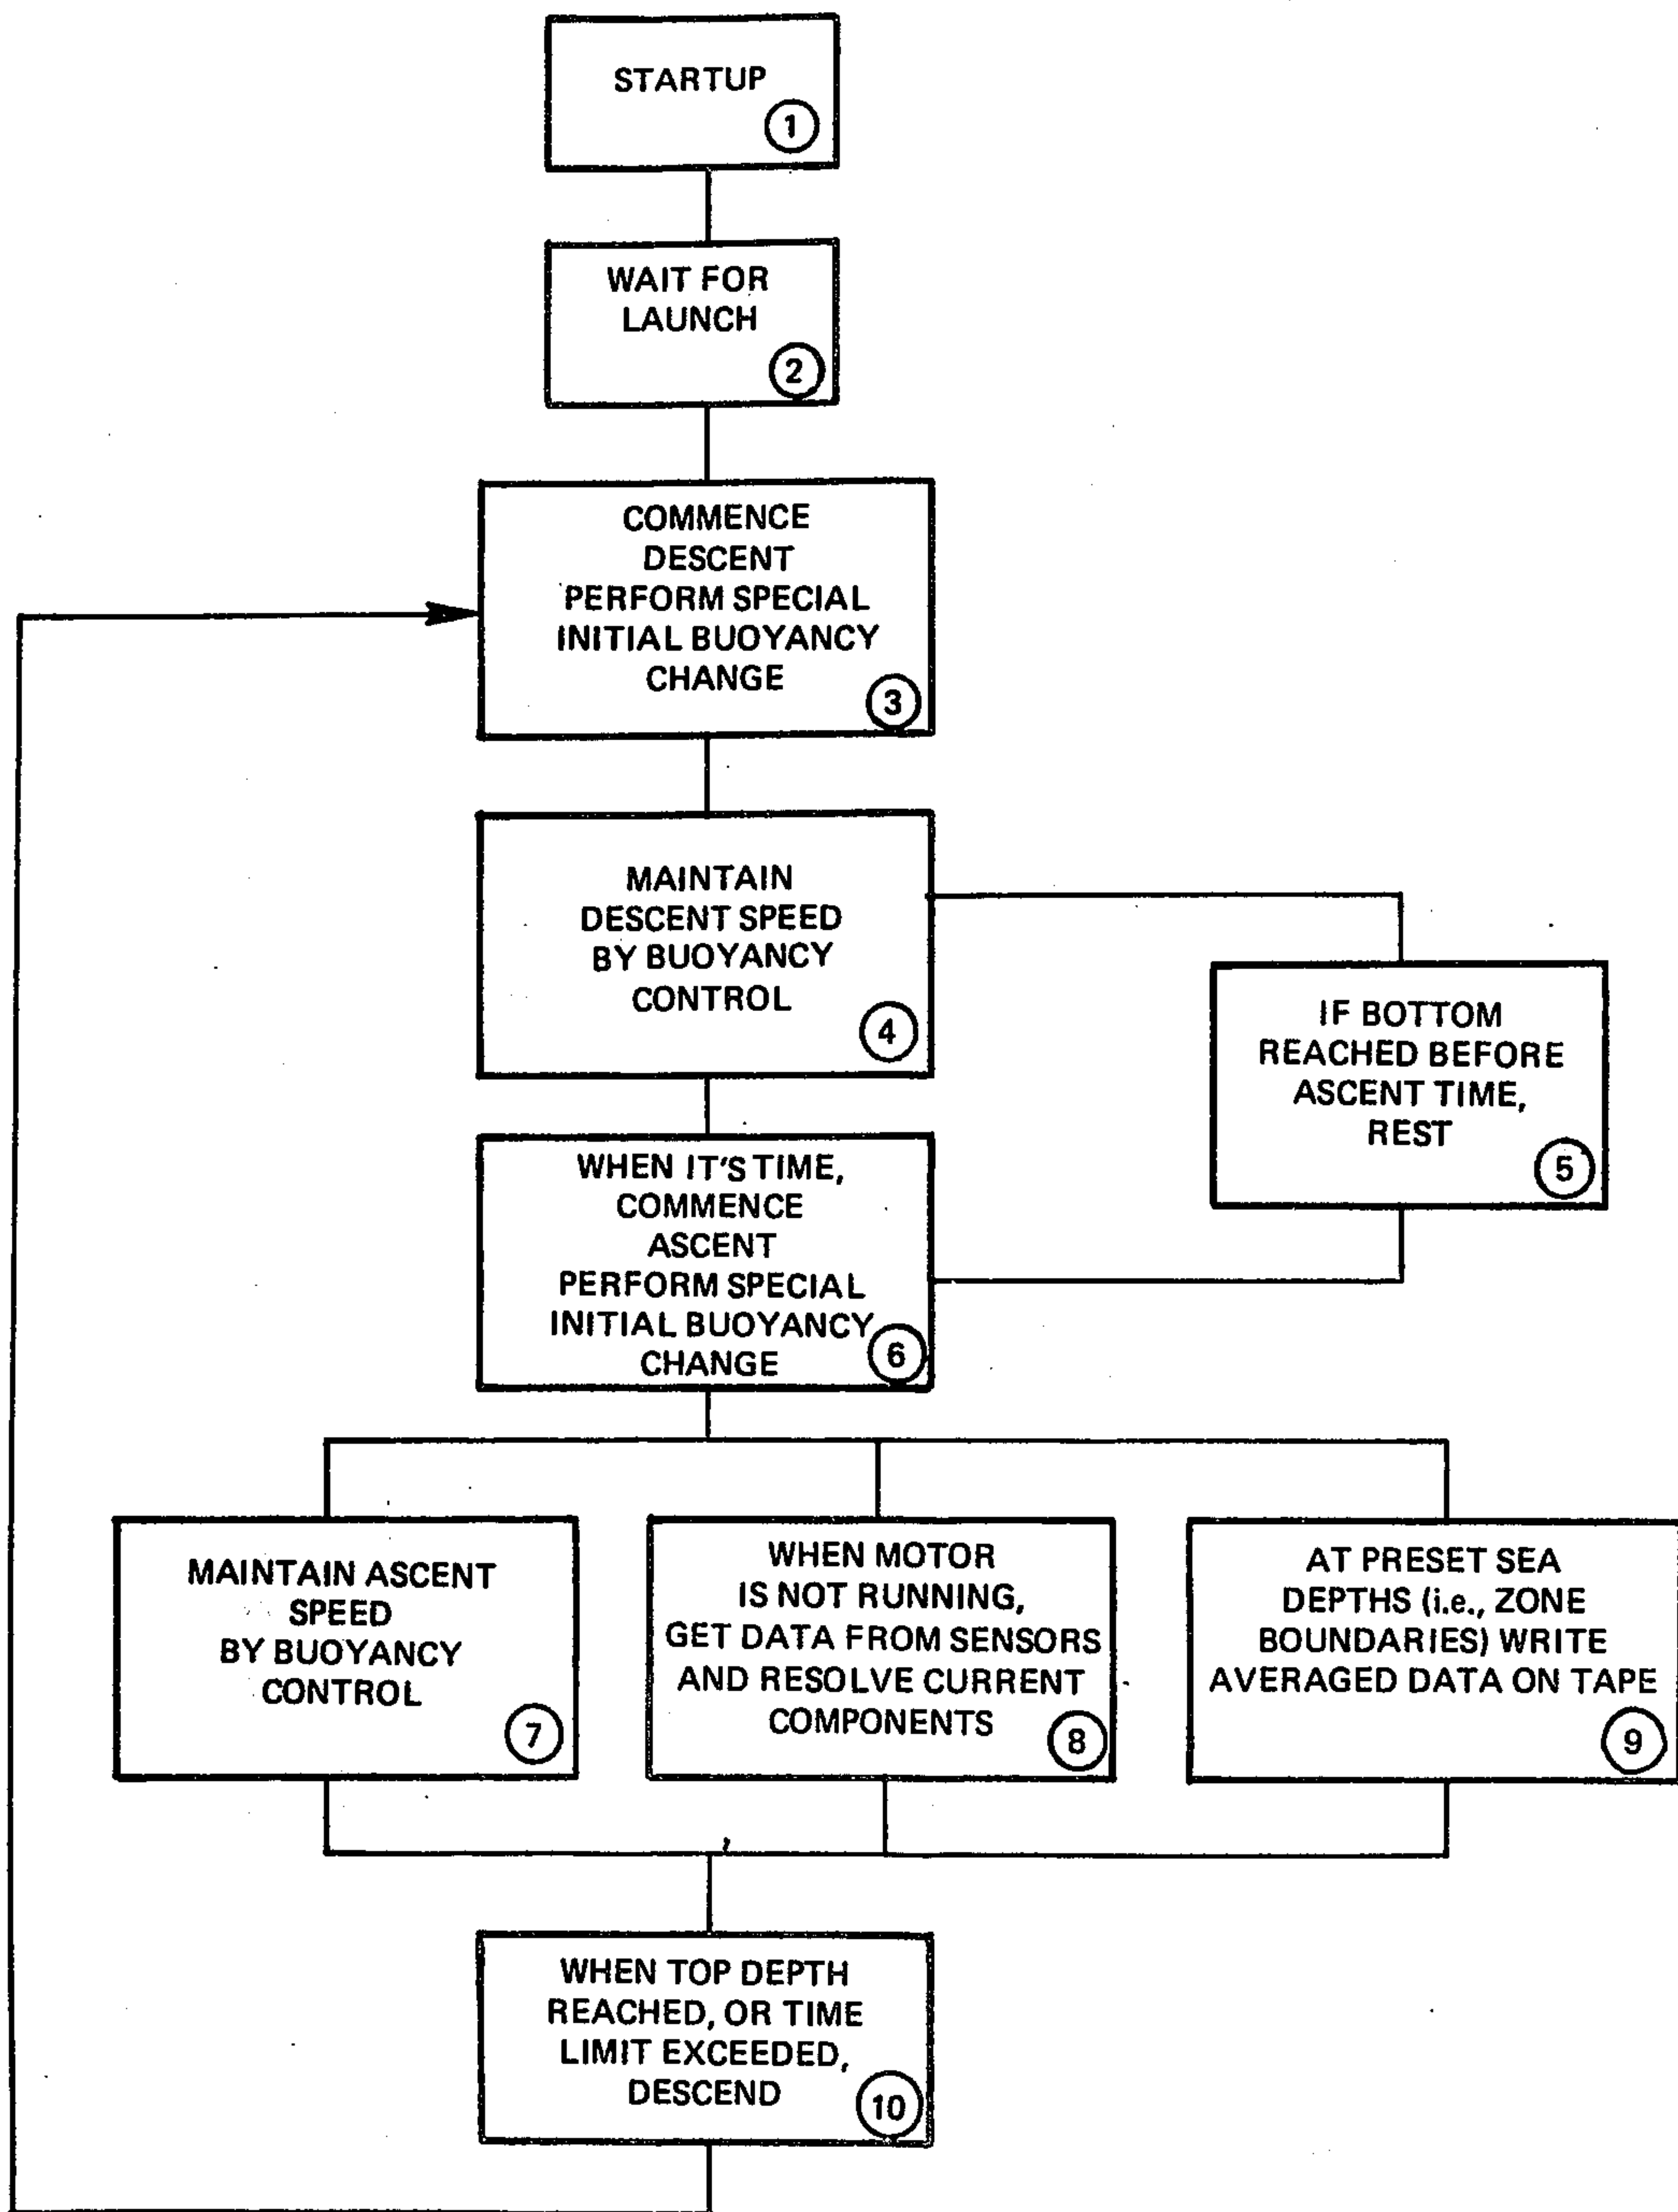 STARTUP
1
WAIT FOR
LAUNCH
2
COMMENCE
DESCENT
PERFORM SPECIAL
INITIAL BUOYANCY
CHANGE
3
MAINTAIN
DESCENT SPEED
BY BUOYANCY
CONTROL
4
IF BOTTOM
REACHED BEFORE
ASCENT TIME,
REST
5
WHEN IT'S TIME,
COMMENCE
ASCENT
PERFORM SPECIAL
INITIAL BUOYANCY
CHANGE
6
MAINTAIN ASCENT
SPEED
BY BUOYANCY
CONTROL
7
WHEN MOTOR
IS NOT RUNNING,
GET DATA FROM SENSORS
AND RESOLVE CURRENT
COMPONENTS
8
AT PRESET SEA
DEPTHS (i.e., ZONE
BOUNDARIES) WRITE
AVERAGED DATA ON TAPE
9
WHEN TOP DEPTH
REACHED, OR TIME
LIMIT EXCEEDED,
DESCEND
10